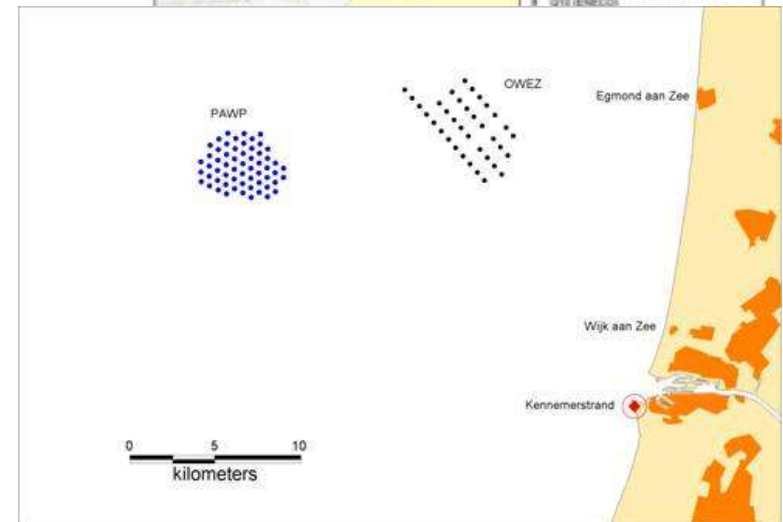 OWEZ
Egmond aan Zee
PAWP
Wijk aan Zee
Kennemerstrand
0 5 10
kilometers